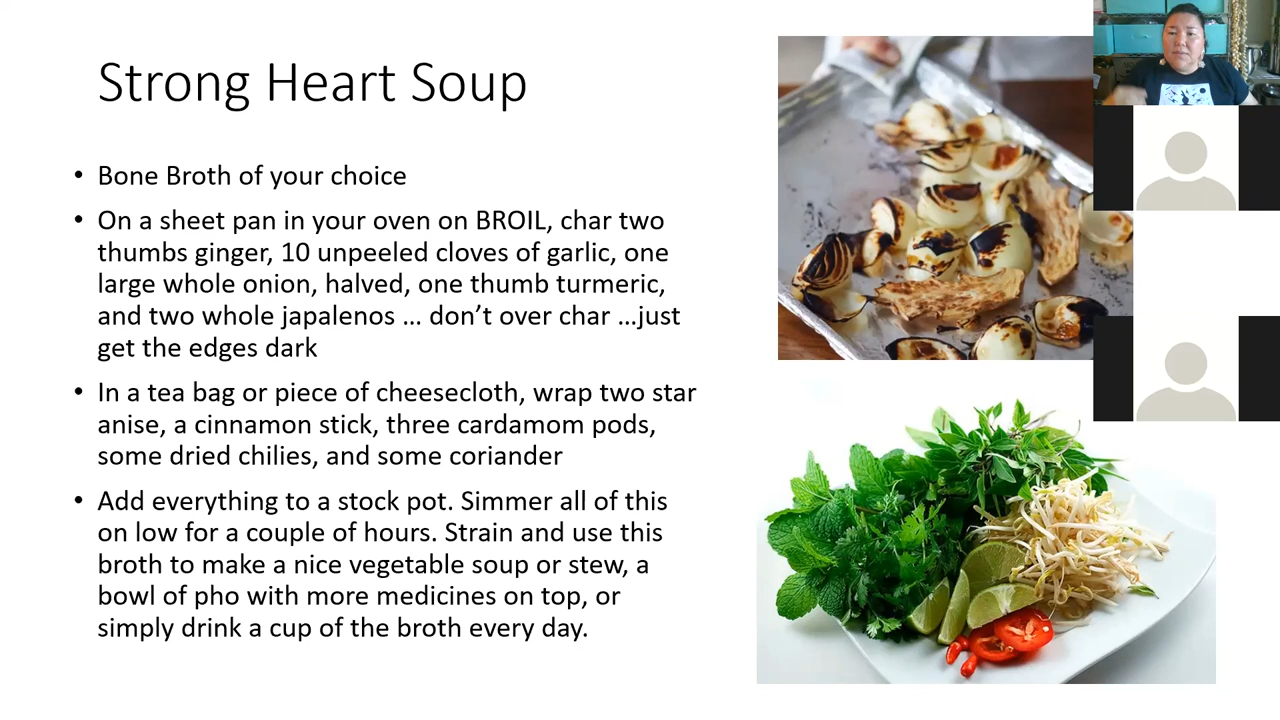 Strong Heart Soup
• Bone Broth of your choice
• On a sheet pan in your oven on BROIL, char two
thumbs ginger, 10 unpeeled cloves of garlic, one
large whole onion, halved, one thumb turmeric,
and two whole japalenos … don’t over char …just
get the edges dark
• In a tea bag or piece of cheesecloth, wrap two star
anise, a cinnamon stick, three cardamom pods,
some dried chilies, and some coriander
• Add everything to a stock pot. Simmer all of this
on low for a couple of hours. Strain and use this
broth to make a nice vegetable soup or stew, a
bowl of pho with more medicines on top, or
simply drink a cup of the broth every day.